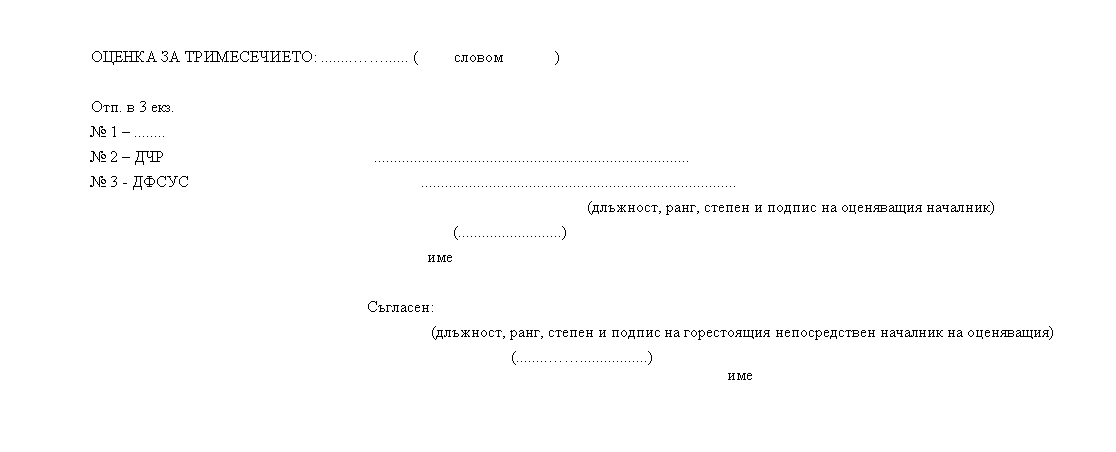 ОЦЕНКА ЗА ТРИМЕСЕЧИЕТО: ........……...... ( словом )
Отп. в 3 екз.
№ 1 – ........
№ 2 – ДЧР ...............................................................................
№ 3 - ДФСУС ...............................................................................
(длъжност, ранг, степен и подпис на оценяващия началник)
(..........................)
име
Съгласен:
(длъжност, ранг, степен и подпис на горестоящия непосредствен началник на оценяващия)
(.......…….................)
име